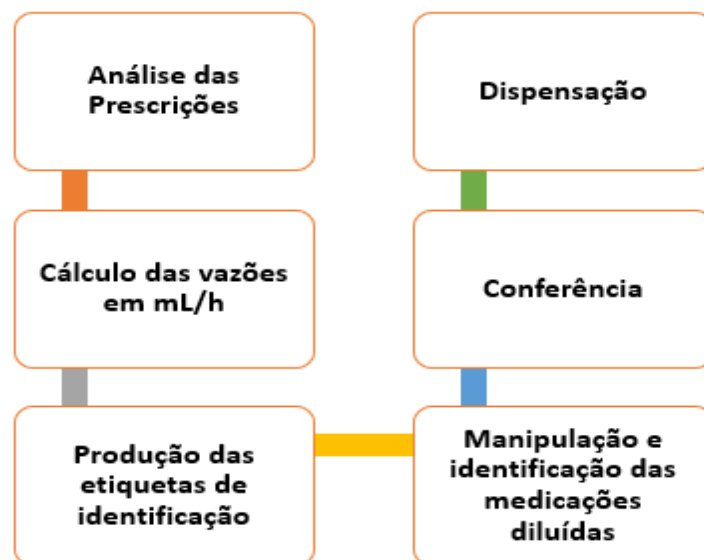 Análise das
Prescrições
Cálculo das vazões
em mL/h
Produção das
etiquetas de
identificação
Manipulação e
identificação das
medicações
diluídas
Conferência
Dispensação